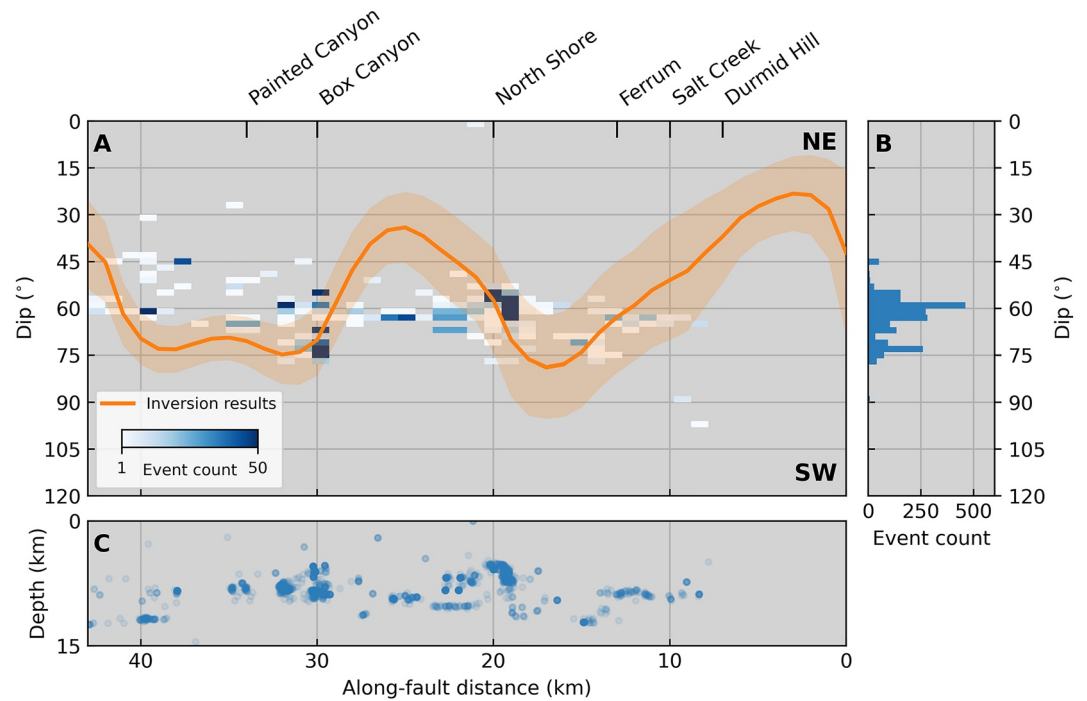 Painted Canyon
Box Canyon
North Shore
Ferrum
Salt Creek
Durmid Hill
A
NE
B
0
15
30
45
60
75
90
105
120
Dip (°)
Inversion results
1 Event count 50
SW
0
15
30
45
60
75
90
105
120
Dip (°)
0 250 500
Event count
C
0
15
Depth (km)
40 30 20 10 0
Along-fault distance (km)